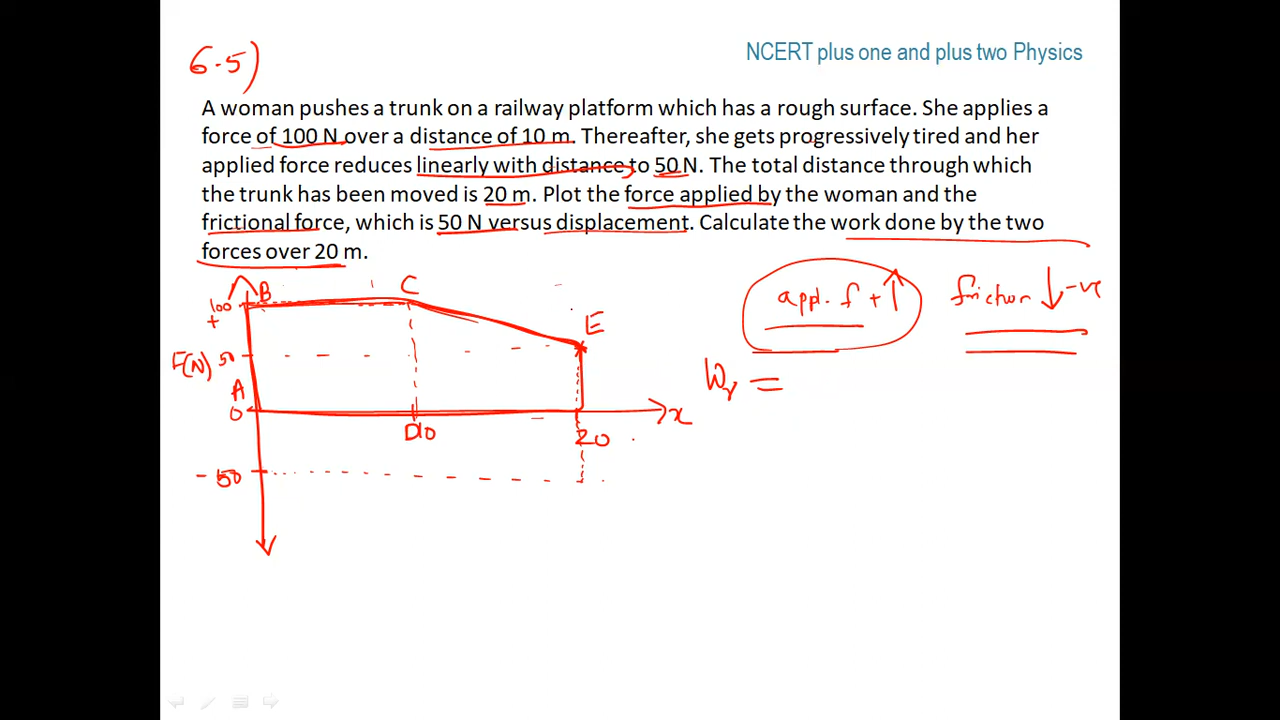 6.5)
NCERT plus one and plus two Physics
A woman pushes a trunk on a railway platform which has a rough surface. She applies a
force of 100 N over a distance of 10 m. Thereafter, she gets progressively tired and her
applied force reduces linearly with distance to 50 N. The total distance through which
the trunk has been moved is 20 m. Plot the force applied by the woman and the
frictional force, which is 50 N versus displacement. Calculate the work done by the two
forces over 20 m.
B
C
100
+
E
F(N) 50
A
0
D 10
20
x
-50
appl. f + ↑
friction ↓ -ve
W =